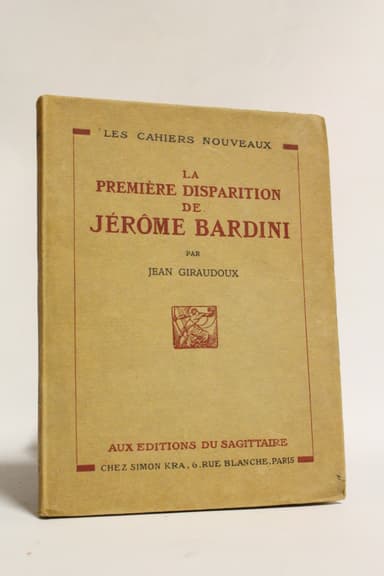 LES CAHIERS NOUVEAUX
LA
PREMIÈRE DISPARITION
DE
JÉRÔME BARDINI
PAR
JEAN GIRAUDOUX
AUX EDITIONS DU SAGITTAIRE
CHEZ SIMON KRA, 6, RUE BLANCHE, PARIS